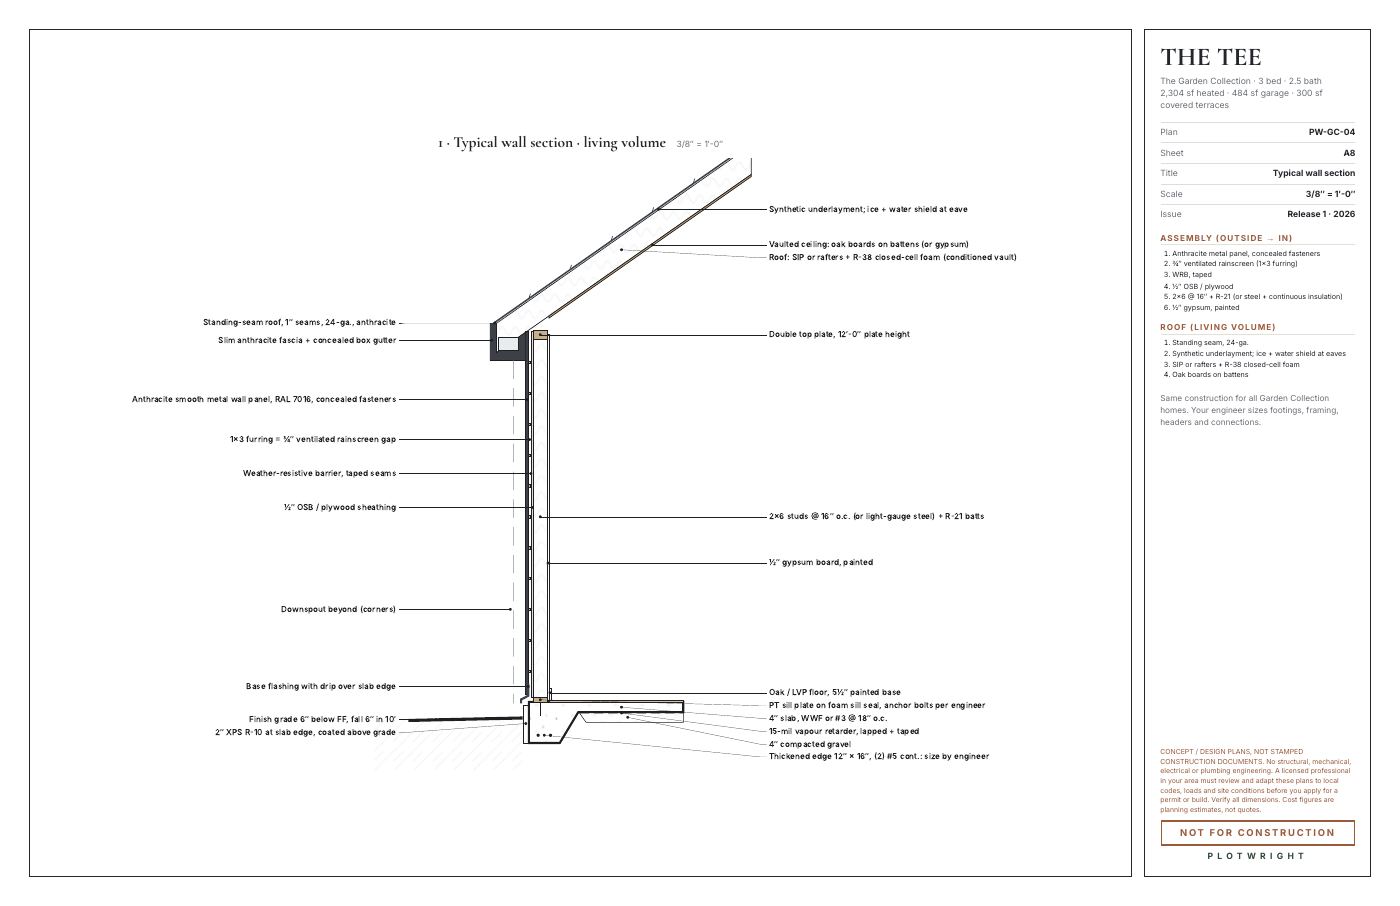 1 · Typical wall section · living volume 3/8″ = 1′-0″
Synthetic underlayment; ice + water shield at eave
Vaulted ceiling: oak boards on battens (or gypsum)
Roof: SIP or rafters + R-38 closed-cell foam (conditioned vault)
Standing-seam roof, 1″ seams, 24-ga., anthracite
Slim anthracite fascia + concealed box gutter
Double top plate, 12′-0″ plate height
Anthracite smooth metal wall panel, RAL 7016, concealed fasteners
1×3 furring = ¾″ ventilated rainscreen gap
Weather-resistive barrier, taped seams
½″ OSB / plywood sheathing
2×6 studs @ 16″ o.c. (or light-gauge steel) + R-21 batts
½″ gypsum board, painted
Downspout beyond (corners)
Base flashing with drip over slab edge
Finish grade 6″ below FF, fall 6″ in 10′
2″ XPS R-10 at slab edge, coated above grade
Oak / LVP floor, 5½″ painted base
PT sill plate on foam sill seal, anchor bolts per engineer
4″ slab, WWF or #3 @ 18″ o.c.
15-mil vapour retarder, lapped + taped
4″ compacted gravel
Thickened edge 12″ × 16″, (2) #5 cont.: size by engineer
THE TEE
The Garden Collection · 3 bed · 2.5 bath
2,304 sf heated · 484 sf garage · 300 sf
covered terraces
Plan PW-GC-04
Sheet A8
Title Typical wall section
Scale 3/8″ = 1′-0″
Issue Release 1 · 2026
ASSEMBLY (OUTSIDE → IN)
1. Anthracite metal panel, concealed fasteners
2. ¾″ ventilated rainscreen (1×3 furring)
3. WRB, taped
4. ½″ OSB / plywood
5. 2×6 @ 16″ + R-21 (or steel + continuous insulation)
6. ½″ gypsum, painted
ROOF (LIVING VOLUME)
1. Standing seam, 24-ga.
2. Synthetic underlayment; ice + water shield at eaves
3. SIP or rafters + R-38 closed-cell foam
4. Oak boards on battens
Same construction for all Garden Collection
homes. Your engineer sizes footings, framing,
headers and connections.
CONCEPT / DESIGN PLANS, NOT STAMPED
CONSTRUCTION DOCUMENTS. No structural, mechanical,
electrical or plumbing engineering. A licensed professional
in your area must review and adapt these plans to local
codes, loads and site conditions before you apply for a
permit or build. Verify all dimensions. Cost figures are
planning estimates, not quotes.
NOT FOR CONSTRUCTION
PLOTWRIGHT